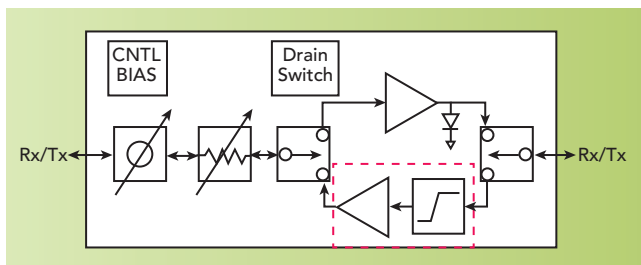 CNTL
BIAS
Drain
Switch
Rx/Tx
Rx/Tx